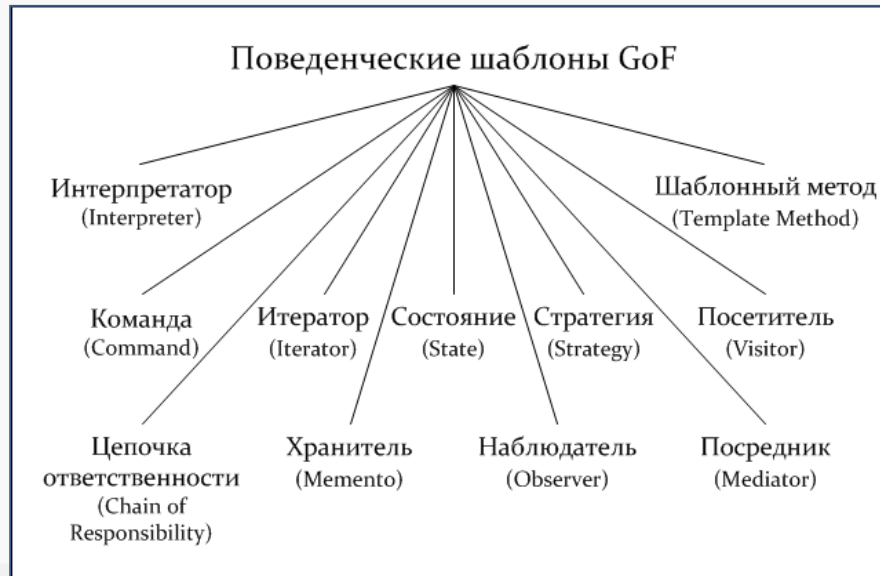 Поведенческие шаблоны GoF
Интерпретатор
(Interpreter)
Шаблонный метод
(Template Method)
Команда
(Command)
Итератор
(Iterator)
Состояние
(State)
Стратегия
(Strategy)
Посетитель
(Visitor)
Цепочка
ответственности
(Chain of
Responsibility)
Хранитель
(Memento)
Наблюдатель
(Observer)
Посредник
(Mediator)